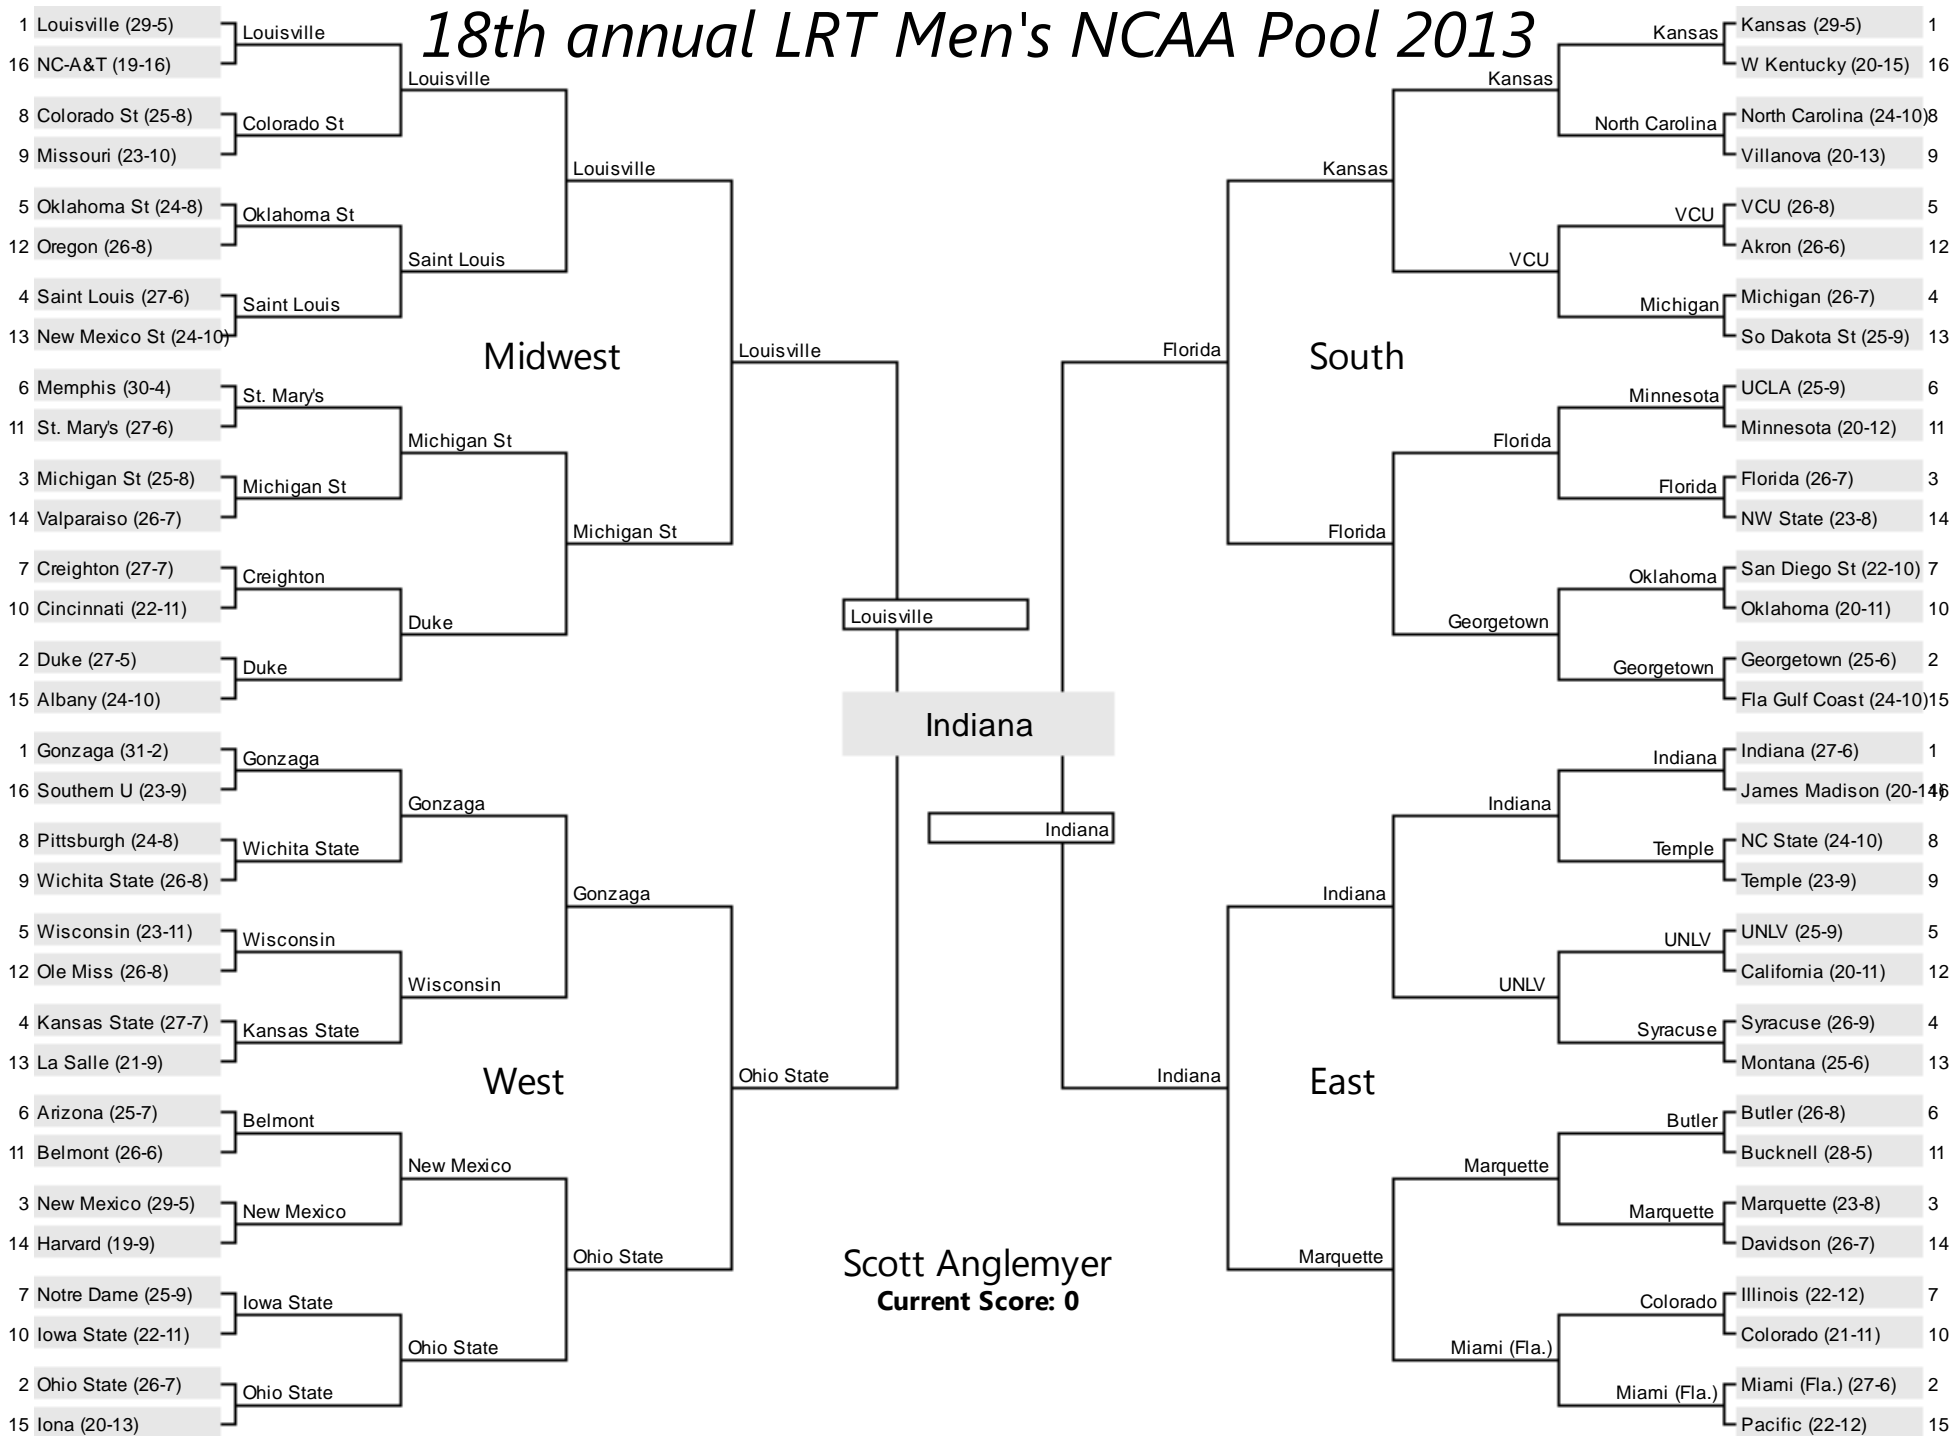 18th annual LRT Men's NCAA Pool 2013
1 Louisville (29-5)
16 NC-A&T (19-16)
8 Colorado St (25-8)
9 Missouri (23-10)
5 Oklahoma St (24-8)
12 Oregon (26-8)
4 Saint Louis (27-6)
13 New Mexico St (24-10)
6 Memphis (30-4)
11 St. Mary's (27-6)
3 Michigan St (25-8)
14 Valparaiso (26-7)
7 Creighton (27-7)
10 Cincinnati (22-11)
2 Duke (27-5)
15 Albany (24-10)
Louisville
Colorado St
Oklahoma St
Saint Louis
St. Mary's
Michigan St
Creighton
Duke
Louisville
Saint Louis
Michigan St
Duke
Louisville
Michigan St
Midwest
Louisville
1 Gonzaga (31-2)
16 Southern U (23-9)
8 Pittsburgh (24-8)
9 Wichita State (26-8)
5 Wisconsin (23-11)
12 Ole Miss (26-8)
4 Kansas State (27-7)
13 La Salle (21-9)
6 Arizona (25-7)
11 Belmont (26-6)
3 New Mexico (29-5)
14 Harvard (19-9)
7 Notre Dame (25-9)
10 Iowa State (22-11)
2 Ohio State (26-7)
15 Iona (20-13)
Gonzaga
Wichita State
Wisconsin
Kansas State
Belmont
New Mexico
Iowa State
Ohio State
Gonzaga
Wisconsin
New Mexico
Ohio State
Gonzaga
Ohio State
West
Ohio State
Louisville
Indiana
Indiana
Scott Anglemyer
Current Score: 0
Florida
South
Kansas
Florida
Kansas
VCU
Florida
Georgetown
Kansas
North Carolina
VCU
Michigan
Minnesota
Florida
Oklahoma
Georgetown
Kansas (29-5) 1
W Kentucky (20-15) 16
North Carolina (24-10) 8
Villanova (20-13) 9
VCU (26-8) 5
Akron (26-6) 12
Michigan (26-7) 4
So Dakota St (25-9) 13
UCLA (25-9) 6
Minnesota (20-12) 11
Florida (26-7) 3
NW State (23-8) 14
San Diego St (22-10) 7
Oklahoma (20-11) 10
Georgetown (25-6) 2
Fla Gulf Coast (24-10) 15
Indiana
East
Indiana
Marquette
Indiana
UNLV
Marquette
Miami (Fla.)
Indiana
Temple
UNLV
Syracuse
Butler
Marquette
Colorado
Miami (Fla.)
Indiana (27-6) 1
James Madison (20-14) 16
NC State (24-10) 8
Temple (23-9) 9
UNLV (25-9) 5
California (20-11) 12
Syracuse (26-9) 4
Montana (25-6) 13
Butler (26-8) 6
Bucknell (28-5) 11
Marquette (23-8) 3
Davidson (26-7) 14
Illinois (22-12) 7
Colorado (21-11) 10
Miami (Fla.) (27-6) 2
Pacific (22-12) 15